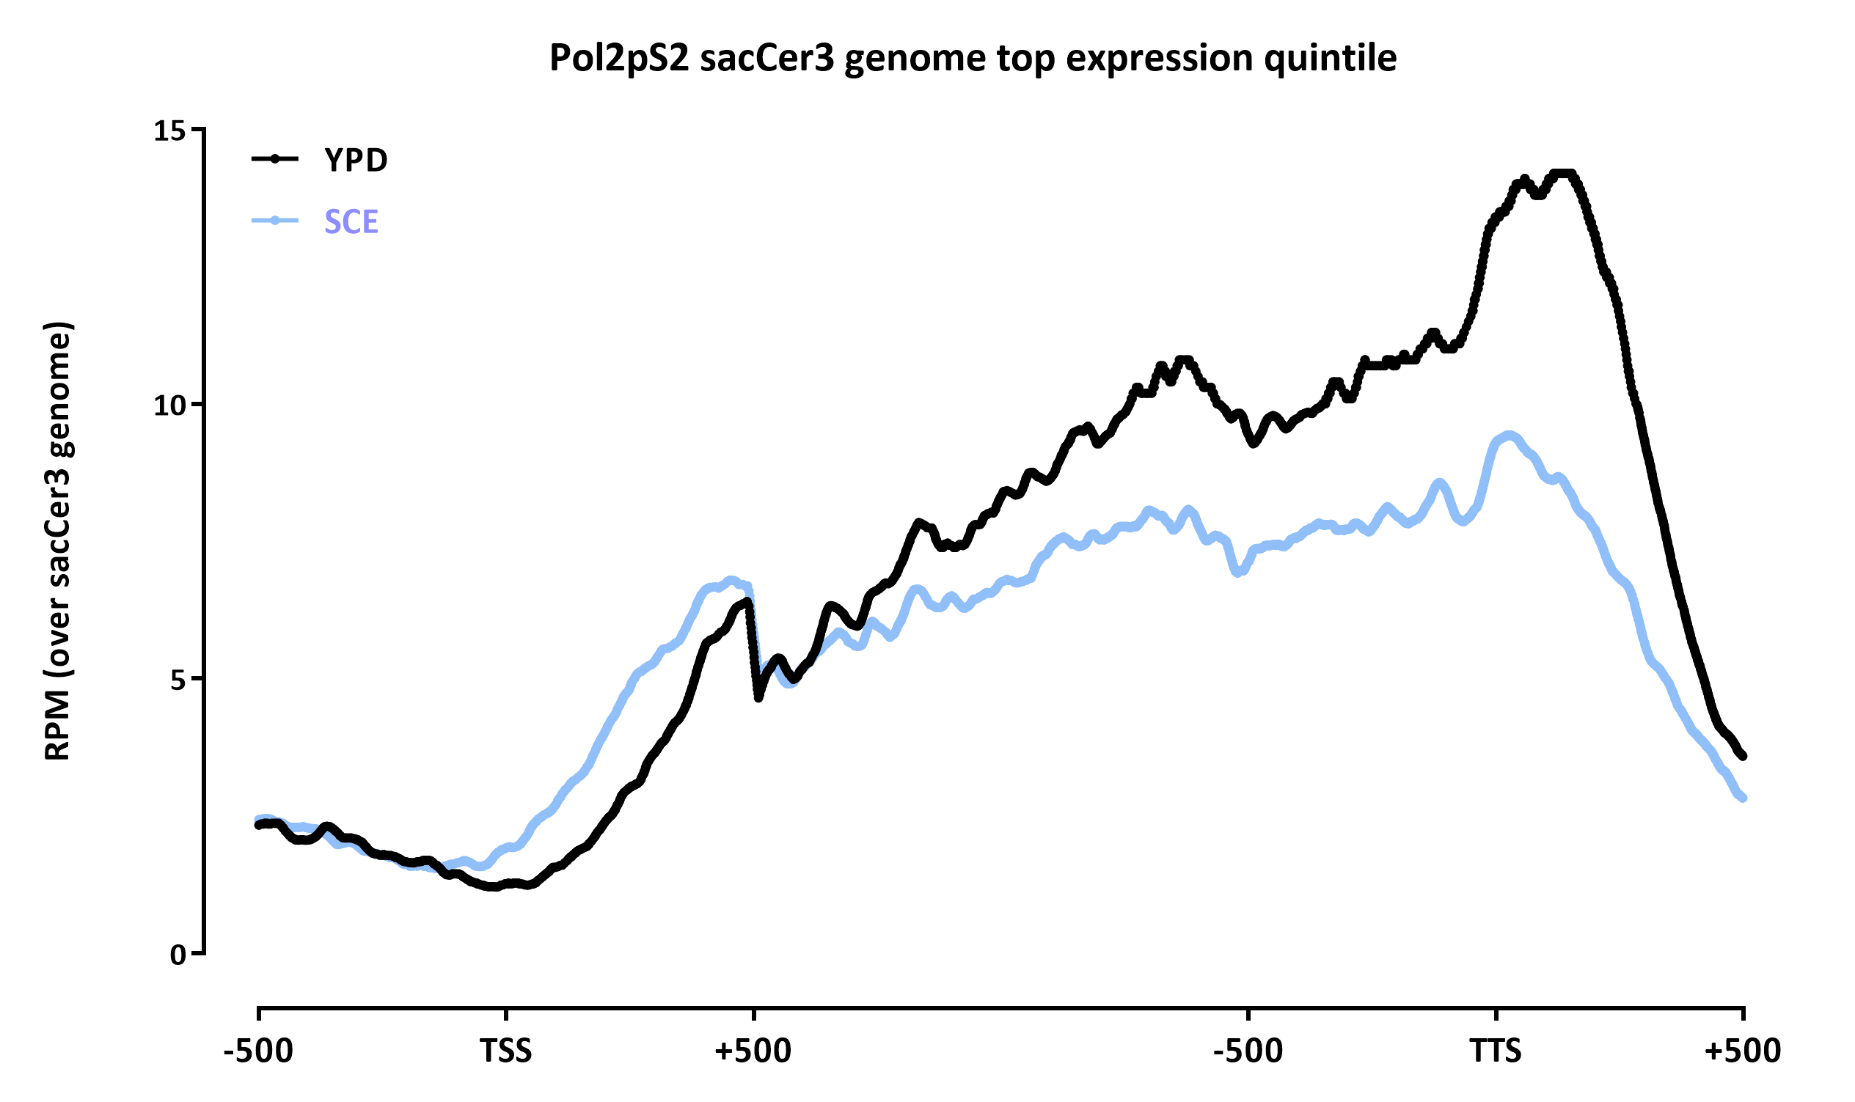 Pol2pS2 sacCer3 genome top expression quintile
15
YPD
SCE
10
RPM (over sacCer3 genome)
5
0
-500 TSS +500 -500 TTS +500